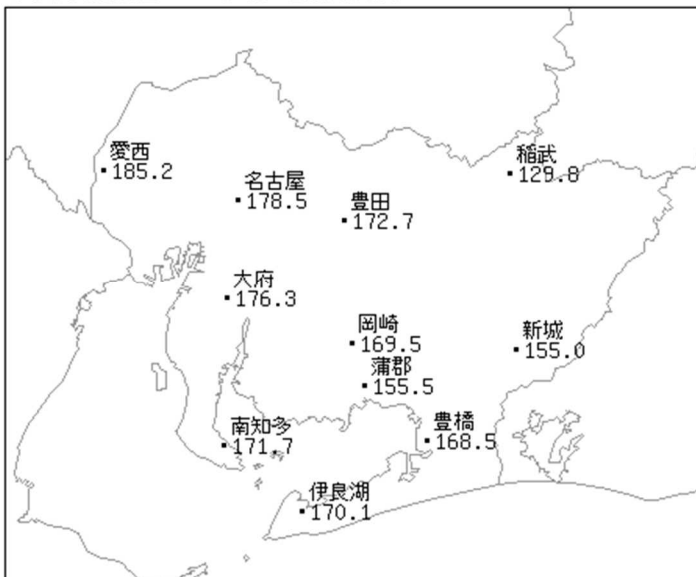 愛西
185.2
稲武
129.8
名古屋
178.5
豊田
172.7
大府
176.3
岡崎
169.5
新城
155.0
蒲郡
155.5
南知多
171.7
豊橋
168.5
伊良湖
170.1